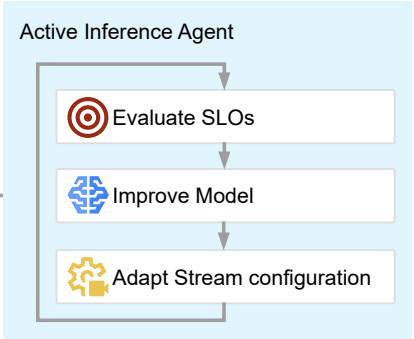 Active Inference Agent
Evaluate SLOs
Improve Model
Adapt Stream configuration